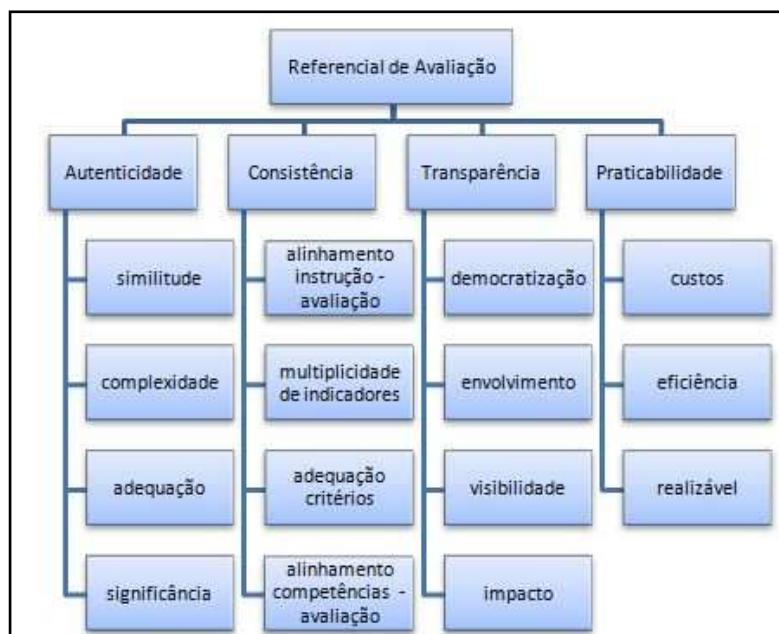 Referencial de Avaliação
Autenticidade
Consistência
Transparência
Praticabilidade
similitude
alinhamento
instrução -
avaliação
democratização
custos
complexidade
multiplicidade
de indicadores
envolvimento
eficiência
adequação
adequação
critérios
visibilidade
realizável
significância
alinhamento
competências -
avaliação
impacto